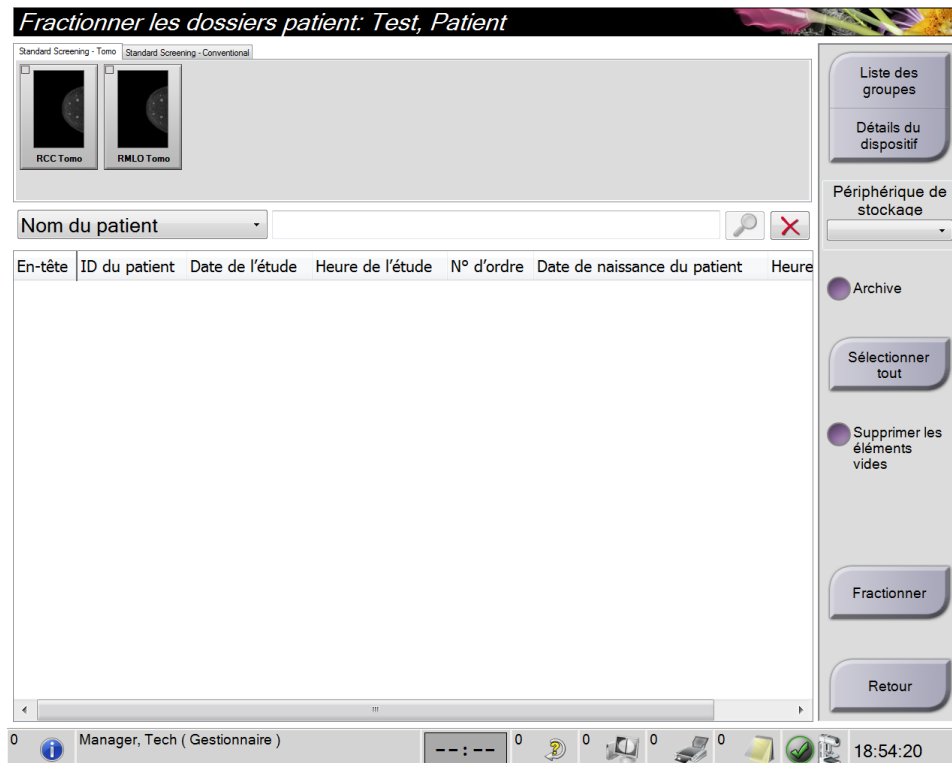 Fractionner les dossiers patient: Test, Patient
Standard Screening - Tomo
Standard Screening - Conventional
RCC Tomo
RMLO Tomo
Liste des
groupes
Détails du
dispositif
Périphérique de
stockage
Nom du patient
En-tête ID du patient Date de l'étude Heure de l'étude N° d'ordre Date de naissance du patient Heure
Archive
Sélectionner
tout
Supprimer les
éléments
vides
Fractionner
Retour
0 Manager, Tech ( Gestionnaire ) --:-- 0 0 0 0 18:54:20